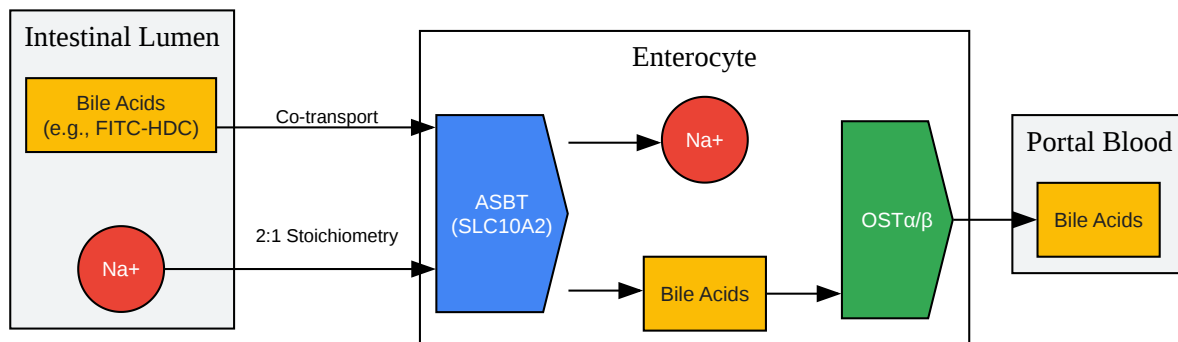 Intestinal Lumen
Bile Acids
(e.g., FITC-HDC)
Na+
Co-transport
2:1 Stoichiometry
Enterocyte
ASBT
(SLC10A2)
Na+
Bile Acids
OSTα/β
Portal Blood
Bile Acids